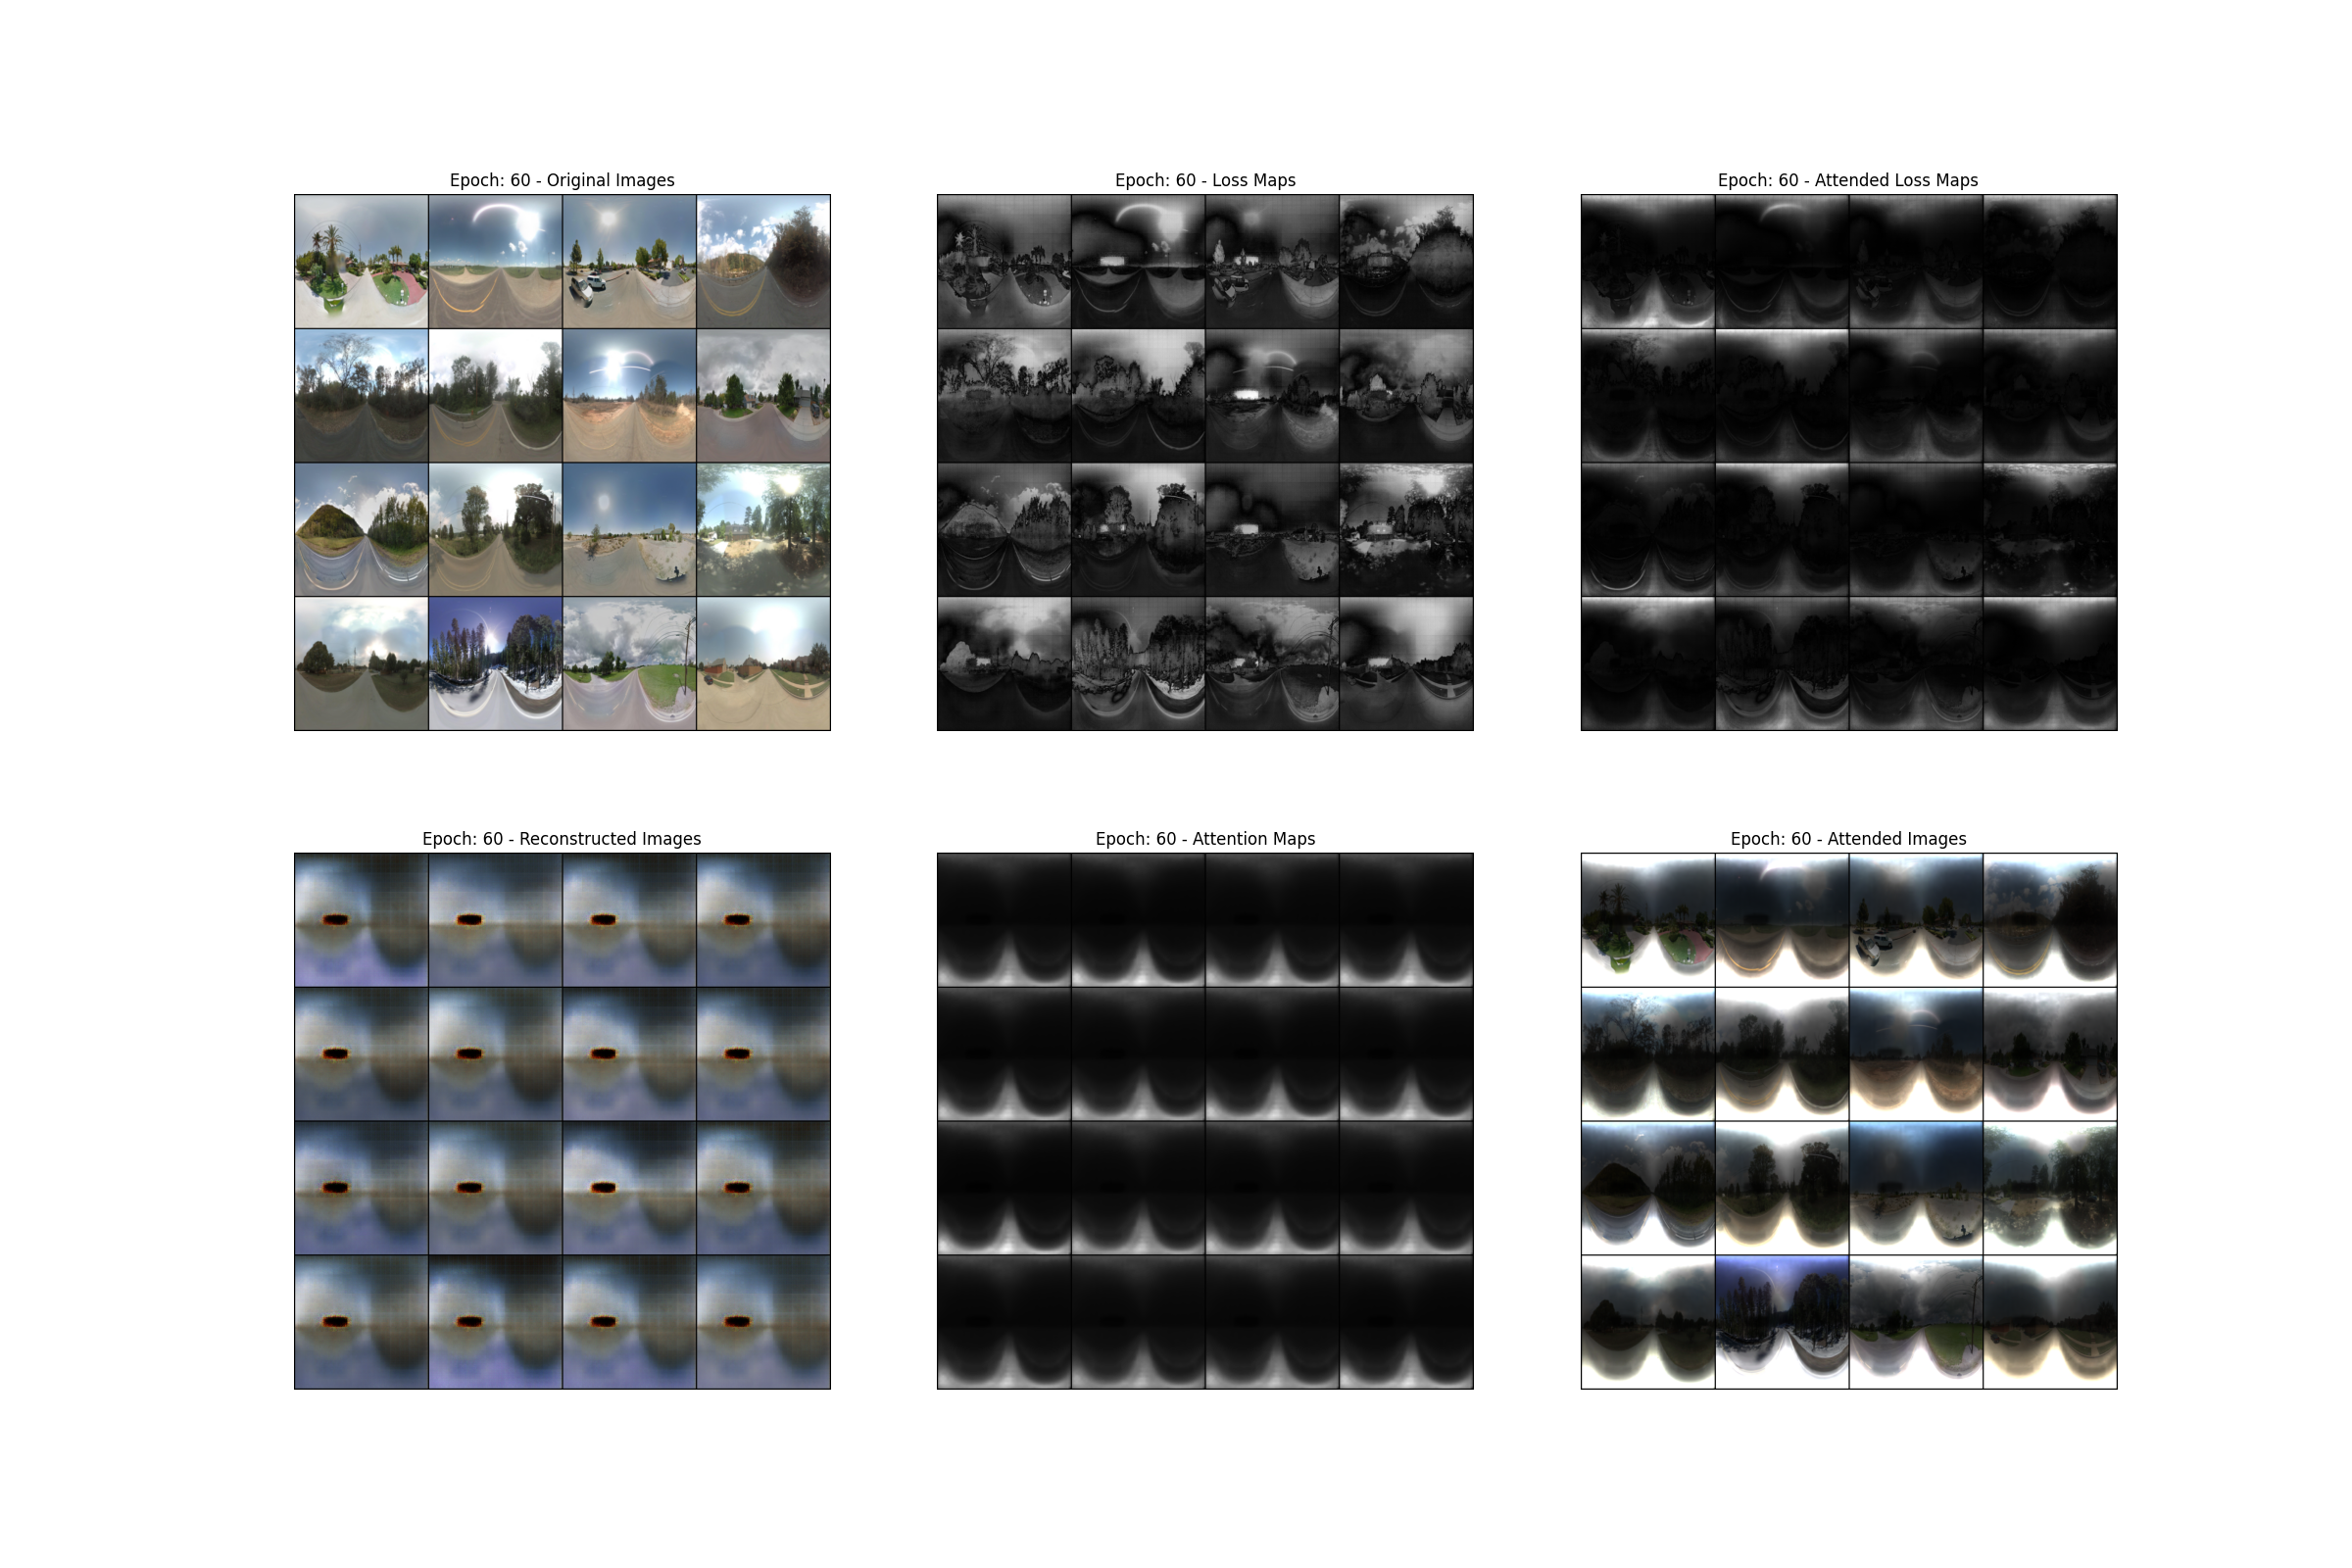 Epoch: 60 - Original Images
Epoch: 60 - Loss Maps
Epoch: 60 - Attended Loss Maps
Epoch: 60 - Reconstructed Images
Epoch: 60 - Attention Maps
Epoch: 60 - Attended Images